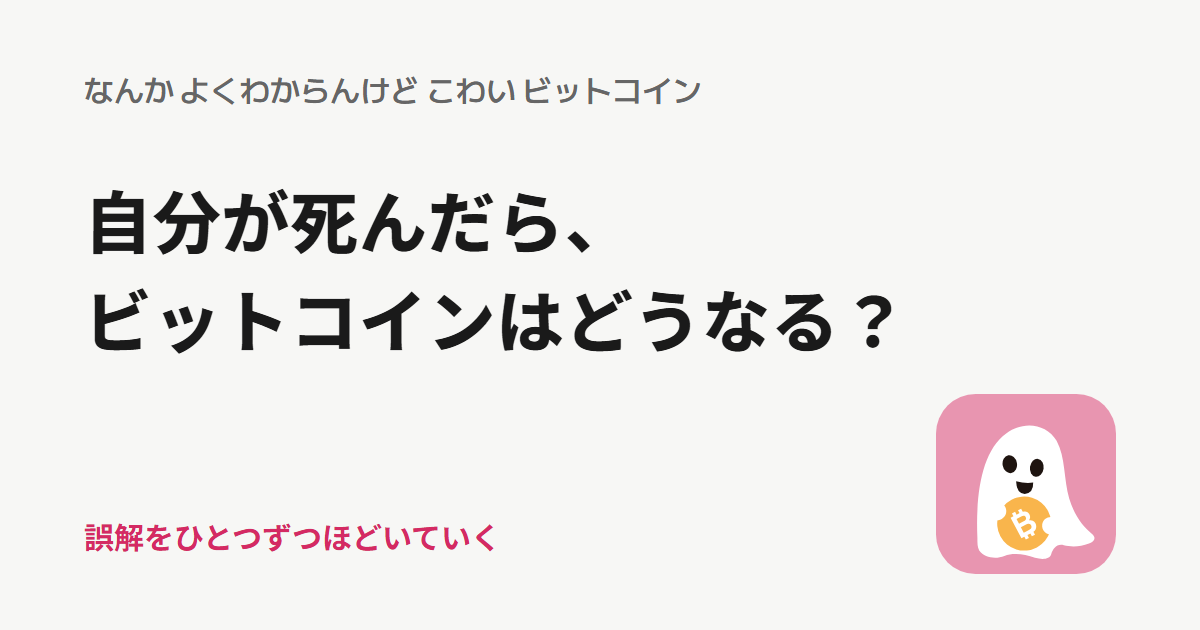 なんか よくわからんけど こわい ビットコイン
自分が死んだら、
ビットコインはどうなる？
誤解をひとつずつほどいていく